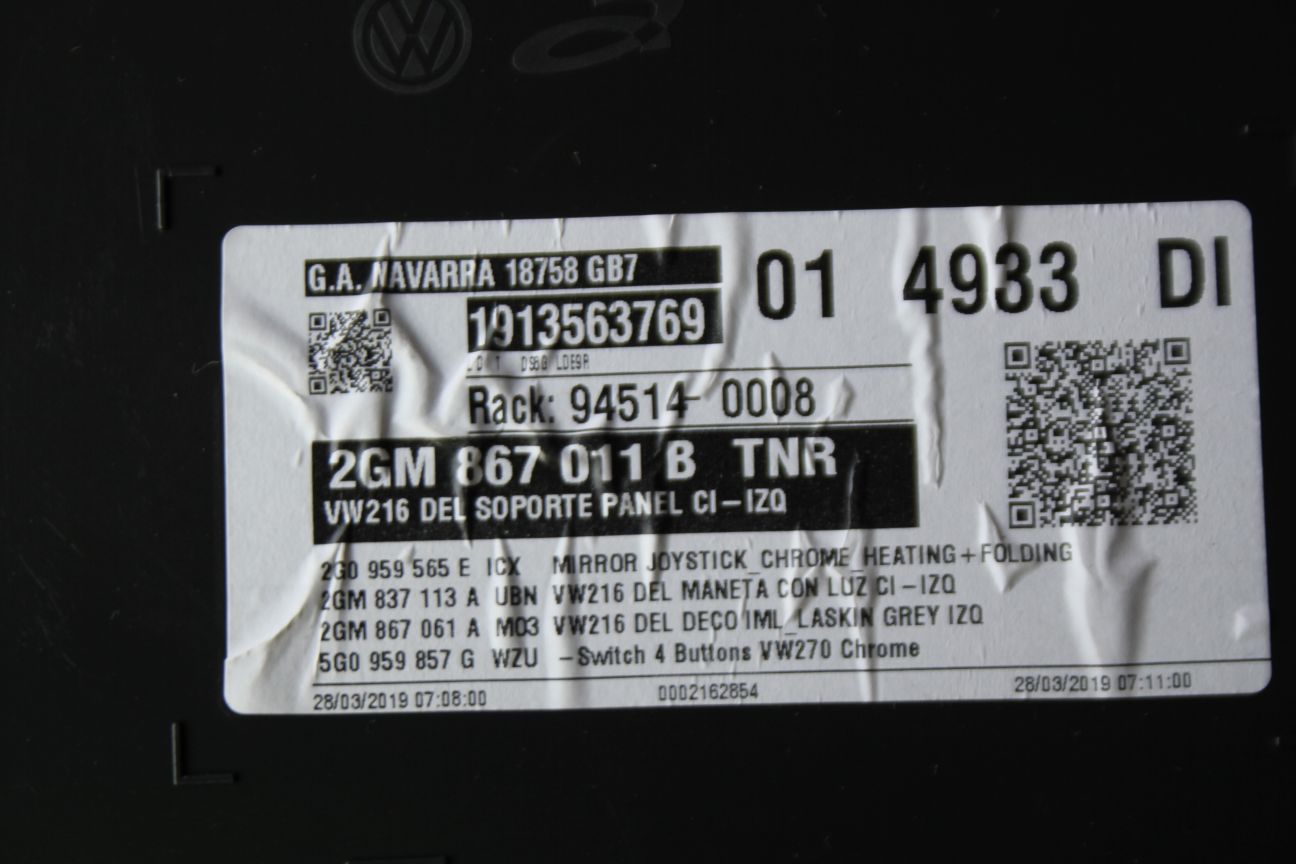 G.A. NAVARRA 18758 GB7
01 4933 DI
1913563769
Rack: 94514-0008
2GM 867 011 B TNR
VW216 DEL SOPORTE PANEL CI-IZQ
2G0 959 565 E ICX MIRROR JOYSTICK_CHROME_HEATING+FOLDING
2GM 837 113 A UBN VW216 DEL MANETA CON LUZ CI-IZQ
2GM 867 061 A M03 VW216 DEL DECO IML_LASKIN GREY IZQ
5G0 959 857 G WZU -Switch 4 Buttons VW270 Chrome
28/03/2019 07:08:00 0002162854 28/03/2019 07:11:00